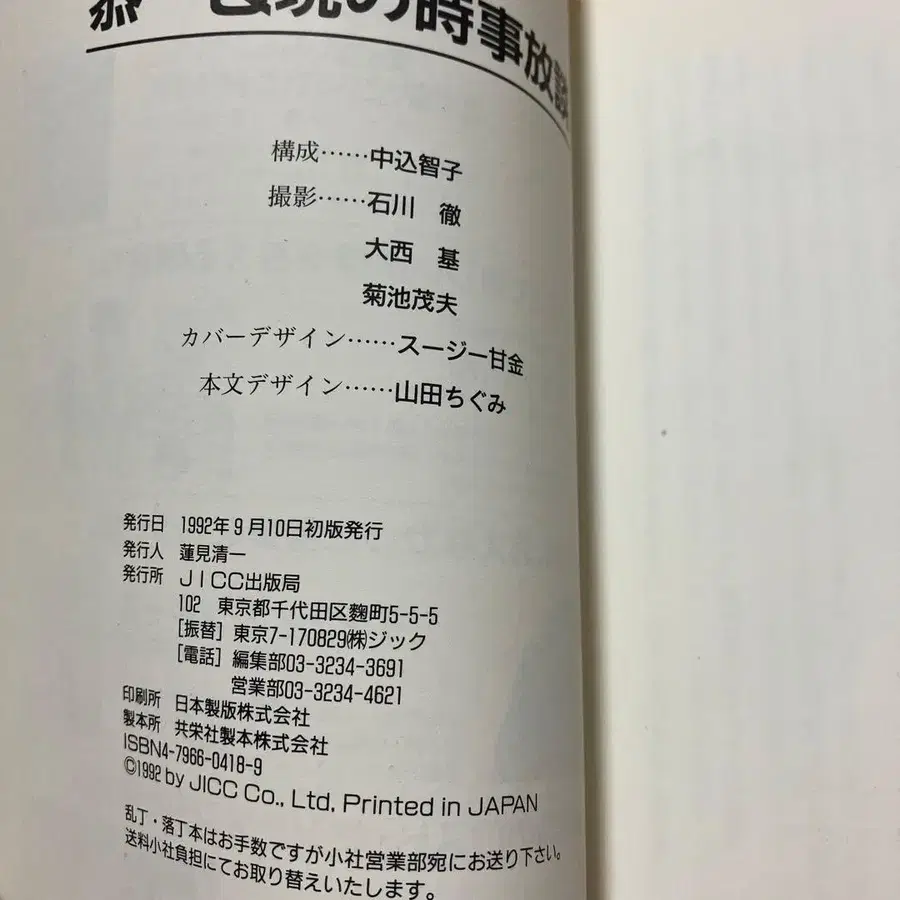 の時事放談
構成……中込智子
撮影……石川　徹
大西　基
菊池茂夫
カバーデザイン……スージー甘金
本文デザイン……山田ちぐみ
発行日　1992年9月10日初版発行
発行人　蓮見清一
発行所　JICC出版局
102　東京都千代田区麴町5-5-5
［振替］東京7-170829㈱ジック
［電話］編集部03-3234-3691
営業部03-3234-4621
印刷所　日本製版株式会社
製本所　共栄社製本株式会社
ISBN4-7966-0418-9
©1992 by JICC Co., Ltd, Printed in JAPAN
乱丁・落丁本はお手数ですが小社営業部宛にお送り下さい。
送料小社負担にてお取り替えいたします。